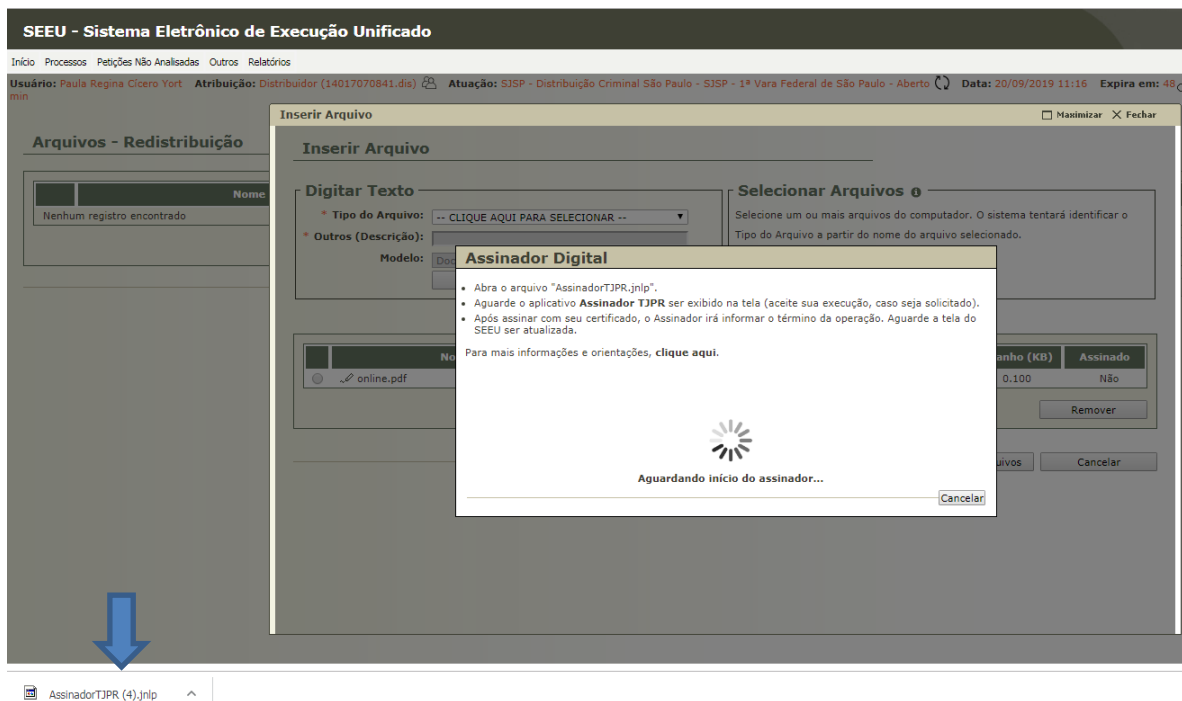 SEEU - Sistema Eletrônico de Execução Unificado
Início Processos Petições Não Analisadas Outros Relatórios
Usuário: Paula Regina Cícero Yort Atribuição: Distribuidor (14017070841.dis) Atuação: SJSP - Distribuição Criminal São Paulo - SJSP - 1ª Vara Federal de São Paulo - Aberto Data: 20/09/2019 11:16 Expira em: 48
min
Inserir Arquivo Maximizar Fechar
Arquivos - Redistribuição
Inserir Arquivo
Nome
Nenhum registro encontrado
Digitar Texto
* Tipo do Arquivo: -- CLIQUE AQUI PARA SELECIONAR --
* Outros (Descrição):
Modelo: Doc
Selecionar Arquivos
Selecione um ou mais arquivos do computador. O sistema tentará identificar o
Tipo do Arquivo a partir do nome do arquivo selecionado.
Assinador Digital
• Abra o arquivo "AssinadorTJPR.jnlp".
• Aguarde o aplicativo Assinador TJPR ser exibido na tela (aceite sua execução, caso seja solicitado).
• Após assinar com seu certificado, o Assinador irá informar o término da operação. Aguarde a tela do
SEEU ser atualizada.
Para mais informações e orientações, clique aqui.
Aguardando início do assinador...
Cancelar
No anho (KB) Assinado
online.pdf 0.100 Não
Remover
uivos Cancelar
AssinadorTJPR (4).jnlp